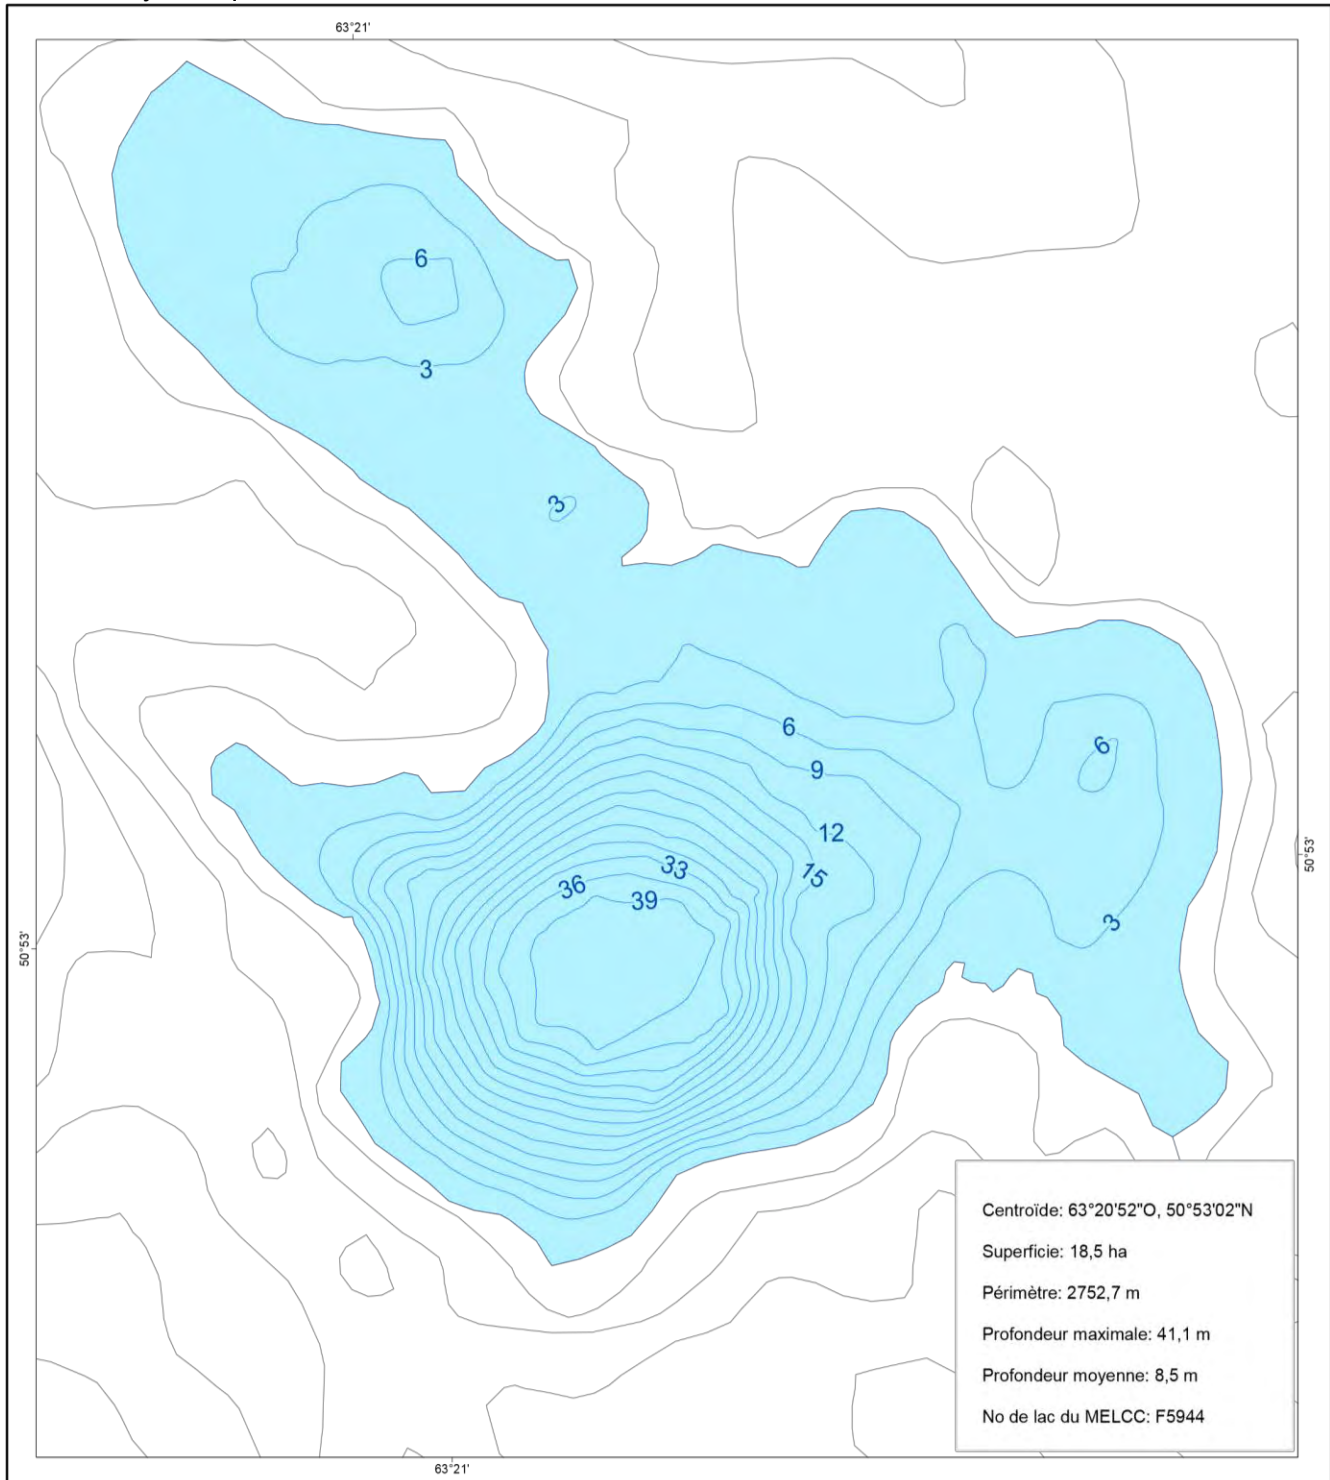 63°21'
6
3
3
6
6
9
12
15
33
36
39
3
50°53'
50°53'
Centroïde: 63°20'52"O, 50°53'02"N
Superficie: 18,5 ha
Périmètre: 2752,7 m
Profondeur maximale: 41,1 m
Profondeur moyenne: 8,5 m
No de lac du MELCC: F5944
63°21'